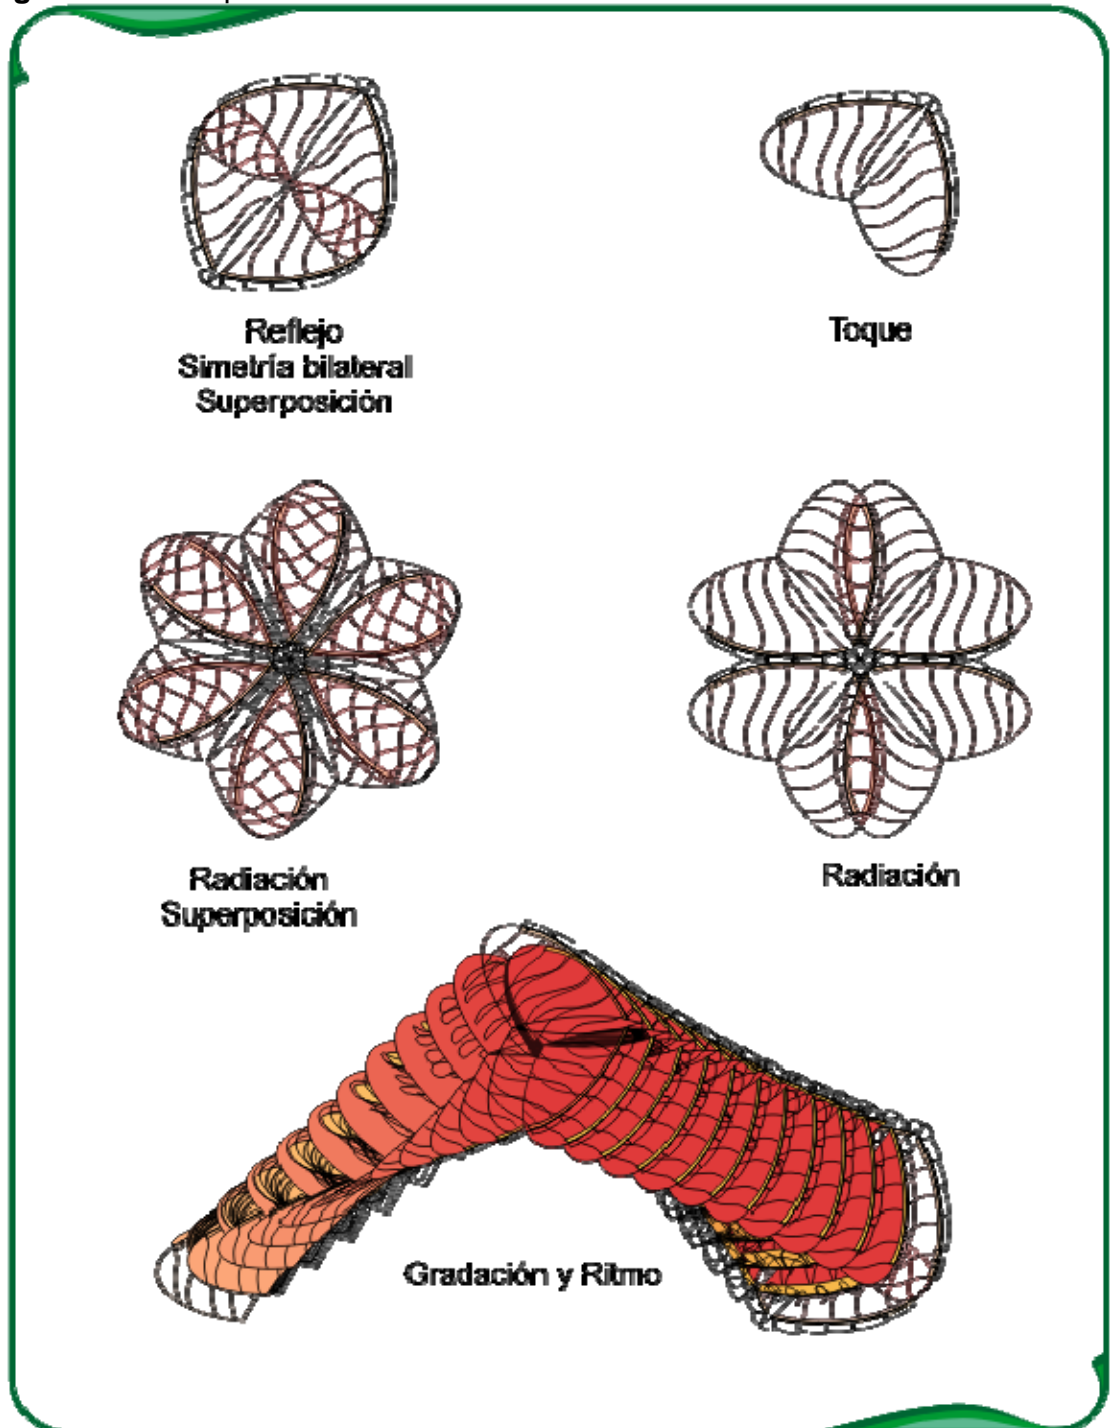 Reflejo
Simetría bilateral
Superposición
Toque
Radiación
Superposición
Radiación
Gradación y Ritmo